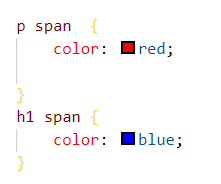 p span  {
    color: red;

}
h1 span {
    color: blue;
}